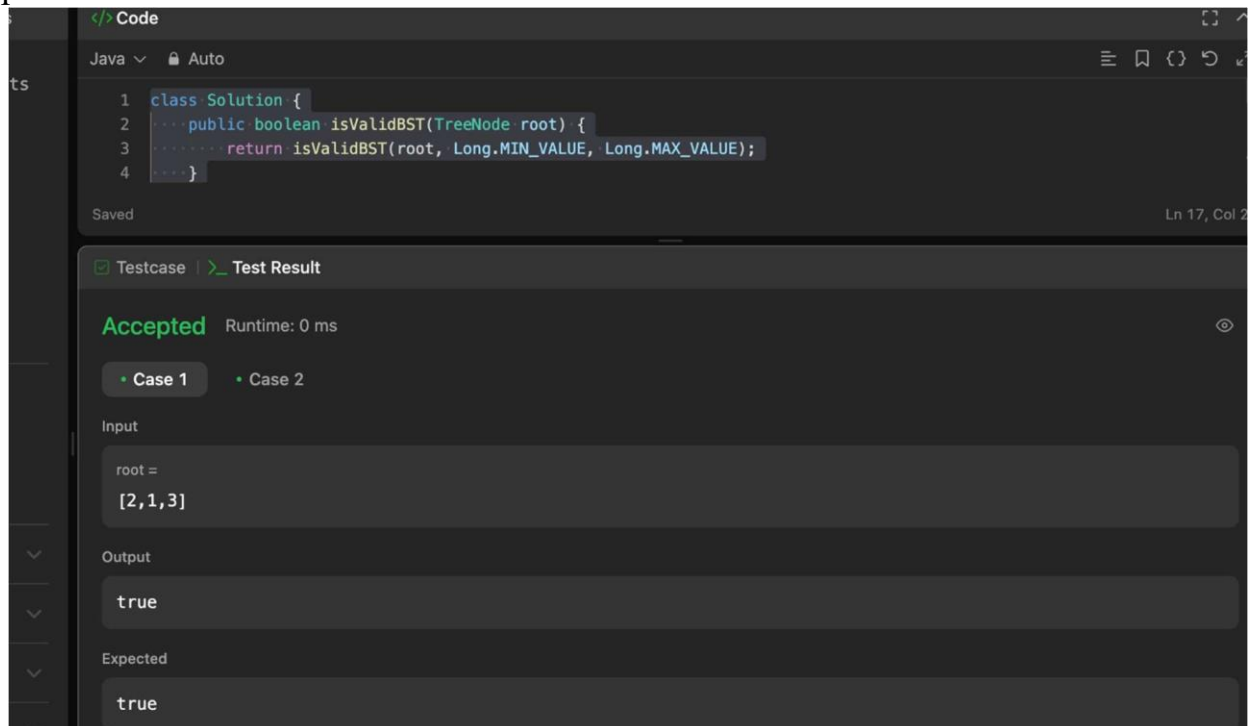 Code
Java Auto
ts
1 class Solution {
2 public boolean isValidBST(TreeNode root) {
3 return isValidBST(root, Long.MIN_VALUE, Long.MAX_VALUE);
4 }
Saved Ln 17, Col 2
Testcase | >_ Test Result
Accepted Runtime: 0 ms
• Case 1 • Case 2
Input
root =
[2,1,3]
Output
true
Expected
true